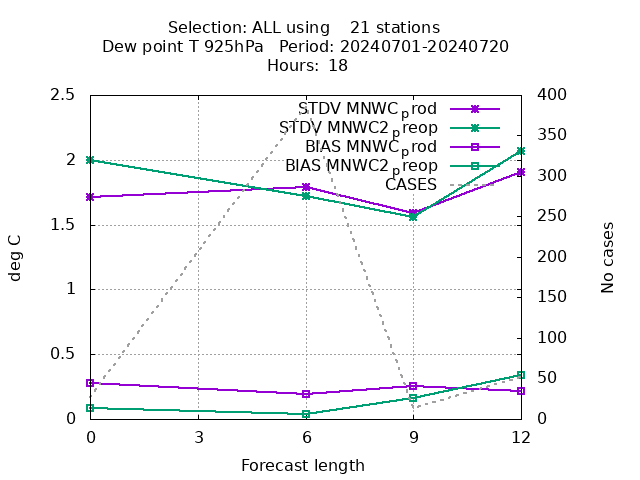 Selection: ALL using 21 stations
Dew point T 925hPa Period: 20240701-20240720
Hours: 18
STDV MNWC_prod
STDV MNWC2_preop
BIAS MNWC_prod
BIAS MNWC2_preop
CASES
2.5
2
1.5
1
0.5
0
deg C
400
350
300
250
200
150
100
50
0
No cases
0 3 6 9 12
Forecast length